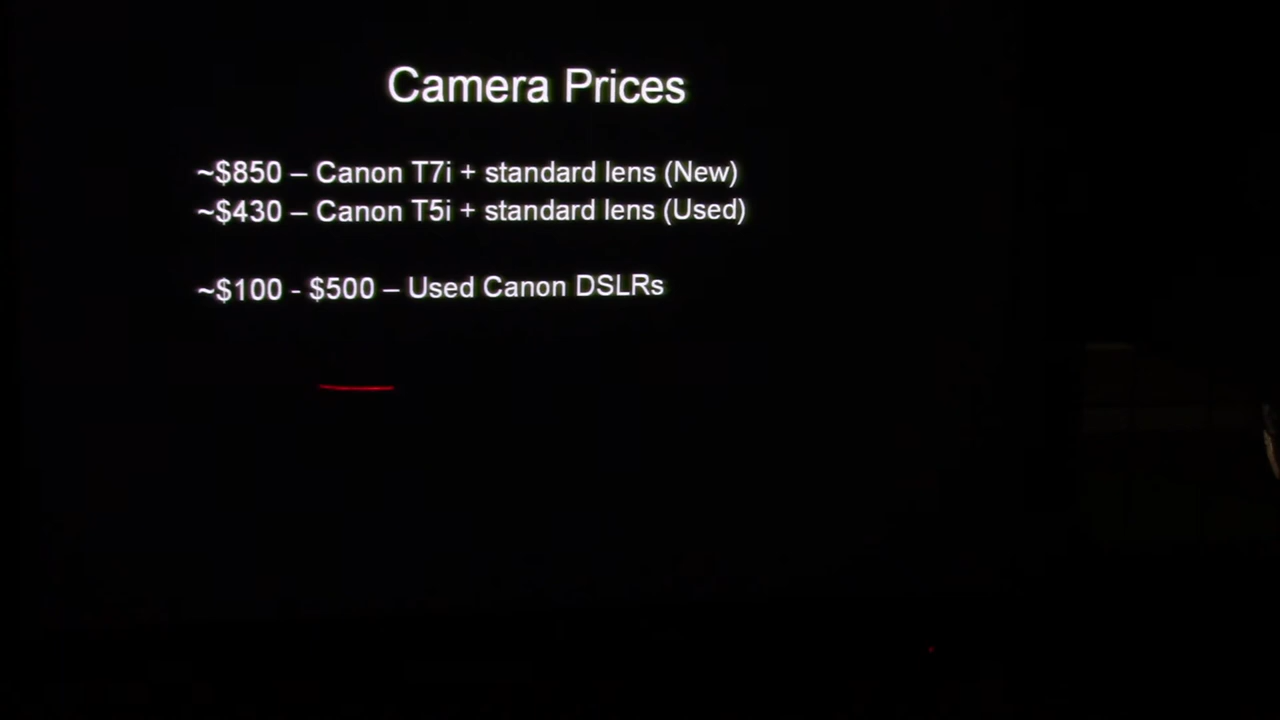 Camera Prices
~$850 – Canon T7i + standard lens (New)
~$430 – Canon T5i + standard lens (Used)
~$100 - $500 – Used Canon DSLRs